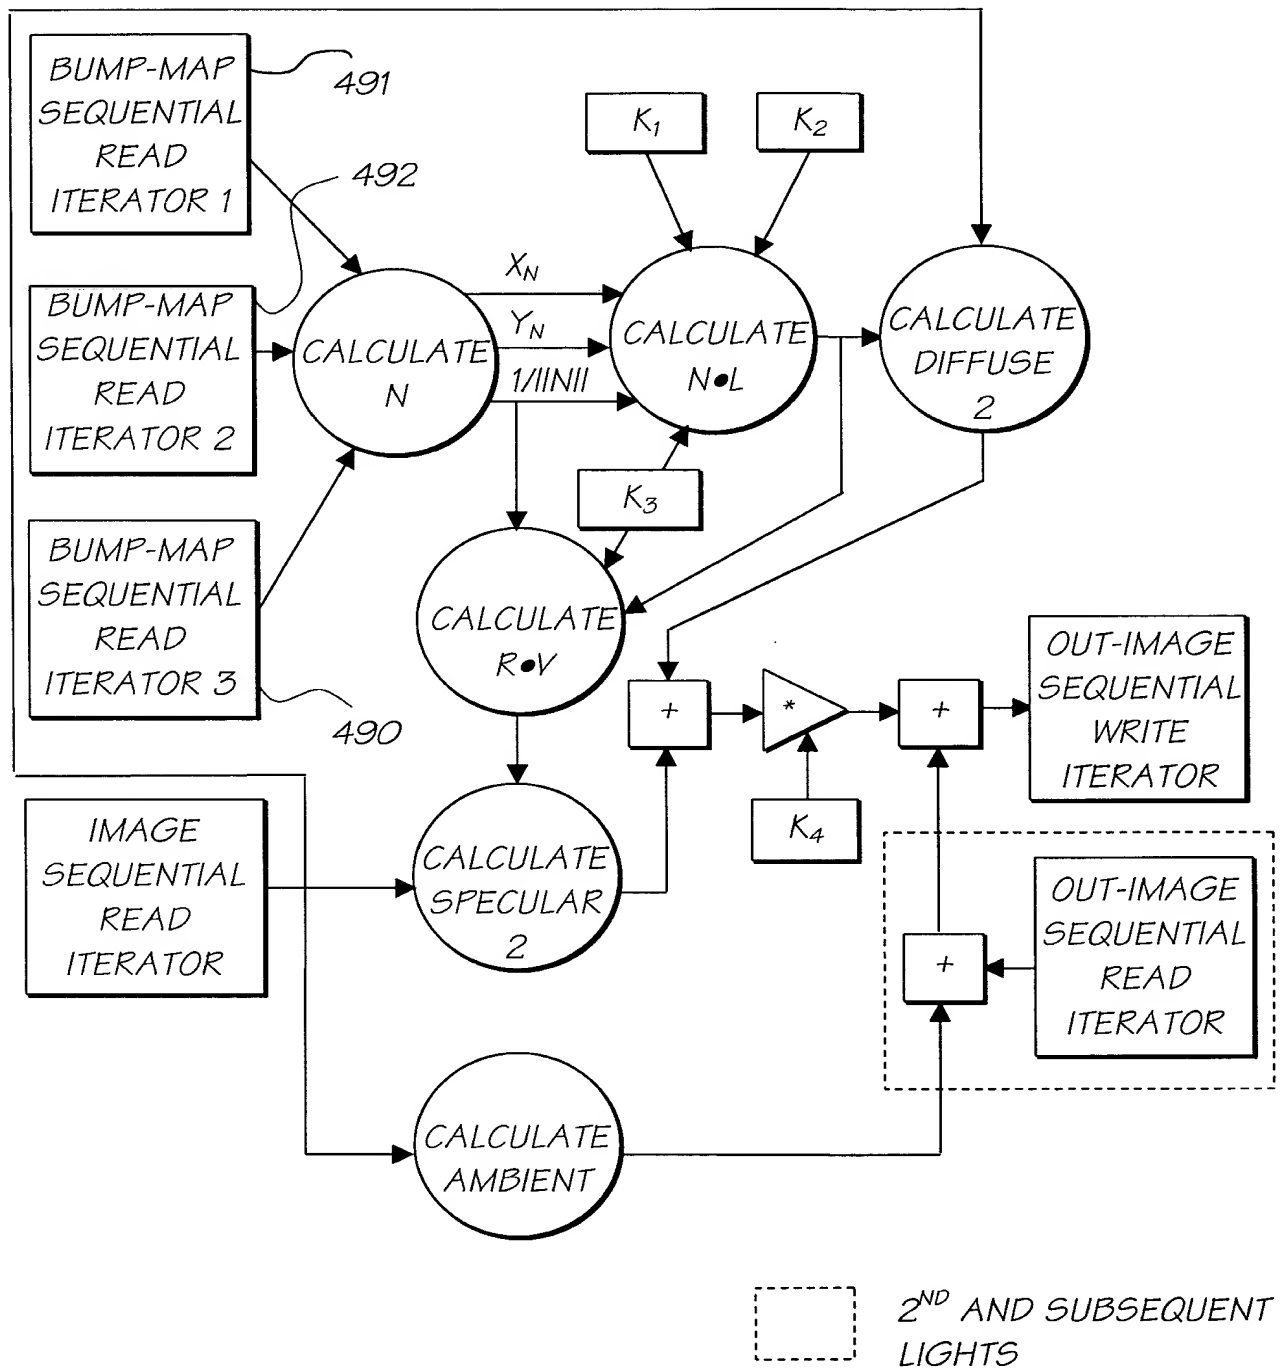 BUMP-MAP
SEQUENTIAL
READ
ITERATOR 1
491
BUMP-MAP
SEQUENTIAL
READ
ITERATOR 2
492
BUMP-MAP
SEQUENTIAL
READ
ITERATOR 3
490
K1
K2
CALCULATE
N
XN
YN
1/||N||
CALCULATE
N•L
CALCULATE
DIFFUSE
2
K3
CALCULATE
R•V
+
*
+
K4
OUT-IMAGE
SEQUENTIAL
WRITE
ITERATOR
IMAGE
SEQUENTIAL
READ
ITERATOR
CALCULATE
SPECULAR
2
+
OUT-IMAGE
SEQUENTIAL
READ
ITERATOR
CALCULATE
AMBIENT
2ND AND SUBSEQUENT
LIGHTS